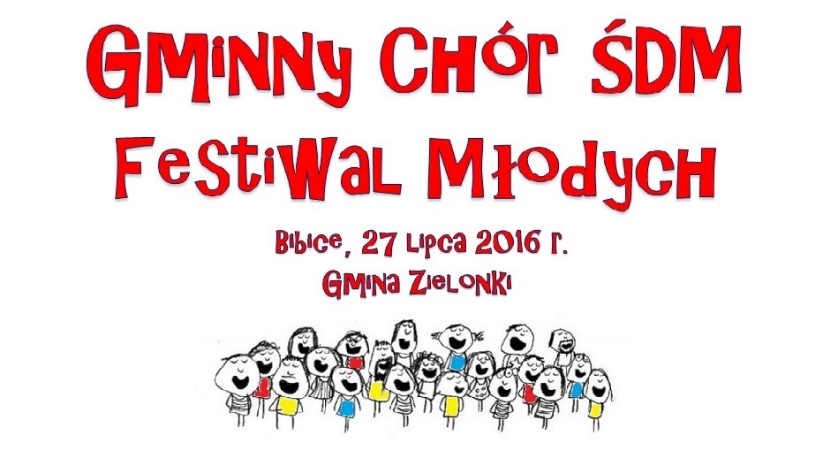 Gminny Chór ŚDM
Festiwal Młodych
Bibice, 27 lipca 2016 r.
Gmina Zielonki